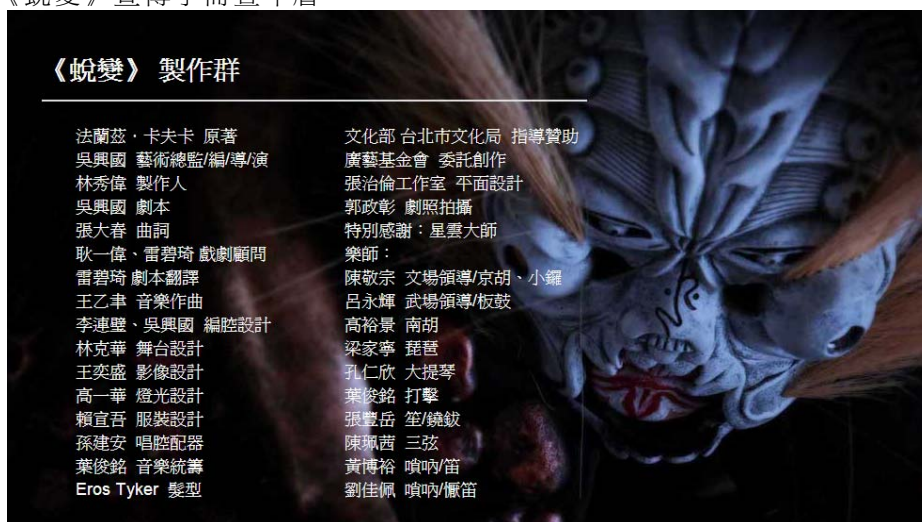 《蛻變》 製作群
法蘭茲．卡夫卡 原著
吳興國 藝術總監/編/導/演
林秀偉 製作人
吳興國 劇本
張大春 曲詞
耿一偉、雷碧琦 戲劇顧問
雷碧琦 劇本翻譯
王乙聿 音樂作曲
李連璧、吳興國 編腔設計
林克華 舞台設計
王奕盛 影像設計
高一華 燈光設計
賴宣吾 服裝設計
孫建安 唱腔配器
葉俊銘 音樂統籌
Eros Tyker 髮型
文化部 台北市文化局 指導贊助
廣藝基金會 委託創作
張治倫工作室 平面設計
郭政彰 劇照拍攝
特別感謝：星雲大師
樂師：
陳敬宗 文場領導/京胡、小鑼
呂永輝 武場領導/板鼓
高裕景 南胡
梁家寧 琵琶
孔仁欣 大提琴
葉俊銘 打擊
張豐岳 笙/鐃鈸
陳珮茜 三弦
黃博裕 嗩吶/笛
劉佳佩 嗩吶/慪笛